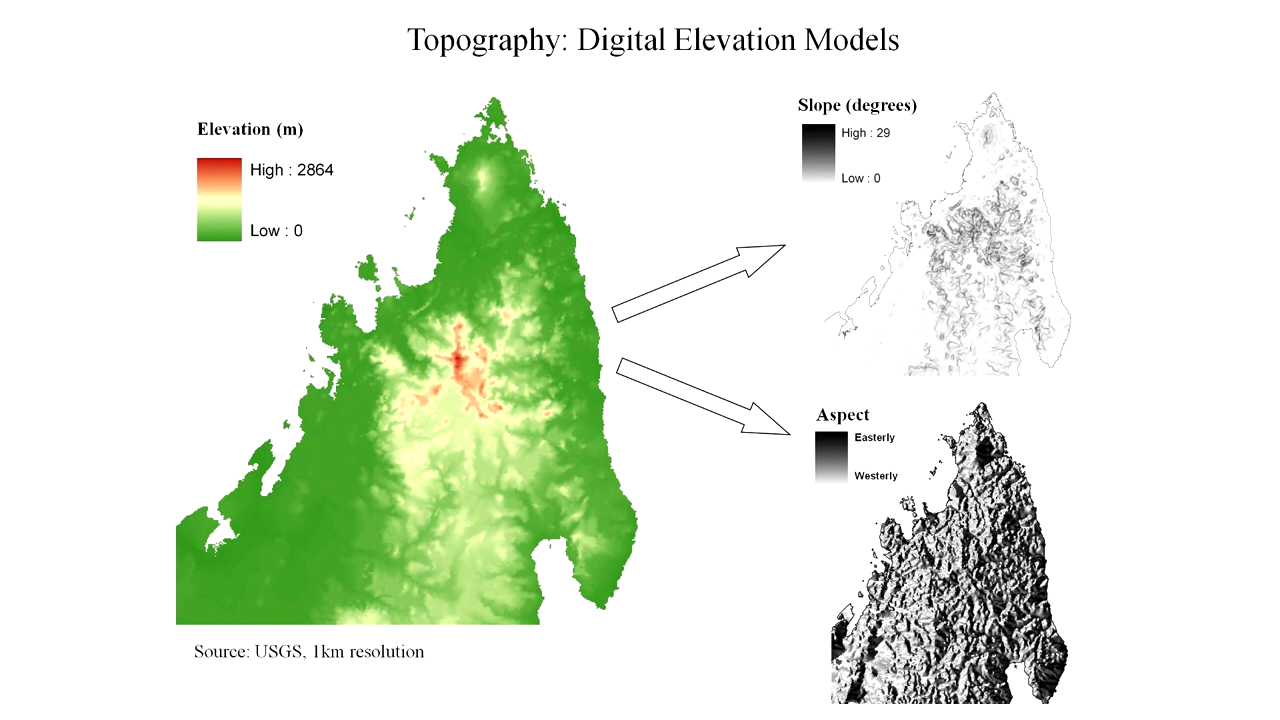 Topography: Digital Elevation Models
Elevation (m)
High : 2864
Low : 0
Source: USGS, 1km resolution
Slope (degrees)
High : 29
Low : 0
Aspect
Easterly
Westerly